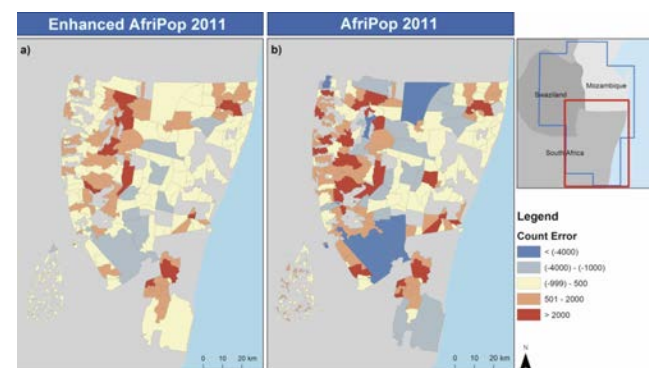 Enhanced AfriPop 2011
AfriPop 2011
a)
b)
Swaziland
Mozambique
South Africa
Legend
Count Error
< (-4000)
(-4000) - (-1000)
(-999) - 500
501 - 2000
> 2000
N
0 10 20 km
0 10 20 km